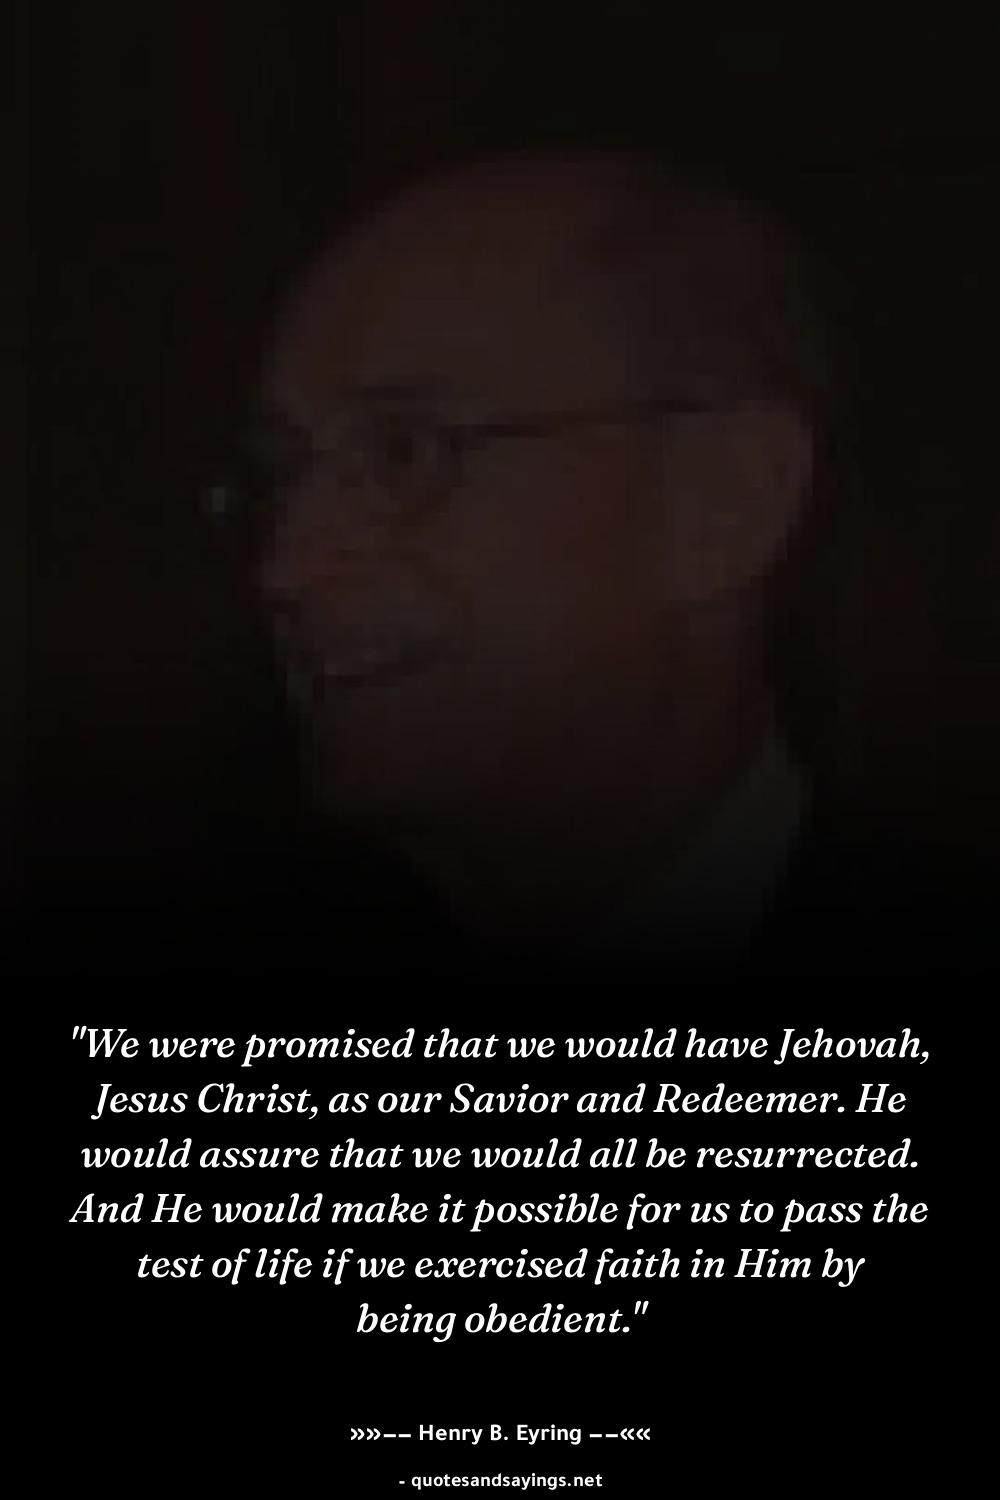 "We were promised that we would have Jehovah,
Jesus Christ, as our Savior and Redeemer. He
would assure that we would all be resurrected.
And He would make it possible for us to pass the
test of life if we exercised faith in Him by
being obedient."
»»−− Henry B. Eyring −−««
- quotesandsayings.net